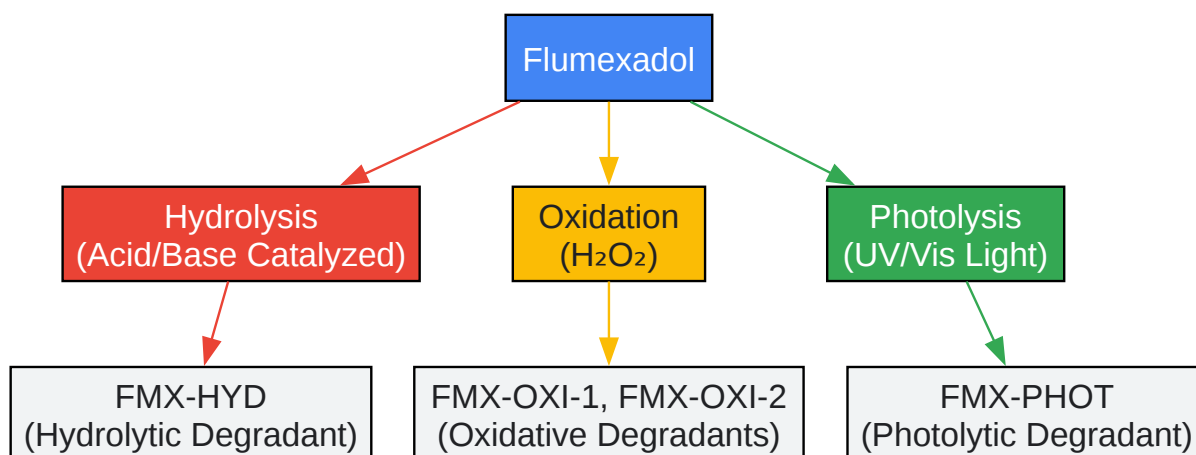 Flumexadol
Hydrolysis
(Acid/Base Catalyzed)
Oxidation
(H₂O₂)
Photolysis
(UV/Vis Light)
FMX-HYD
(Hydrolytic Degradant)
FMX-OXI-1, FMX-OXI-2
(Oxidative Degradants)
FMX-PHOT
(Photolytic Degradant)